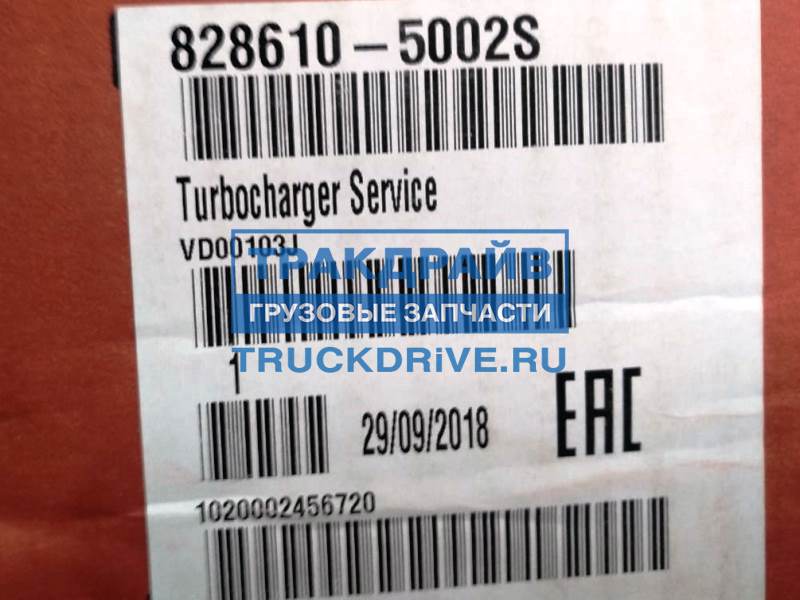 828610-5002S
Turbocharger Service
VD00103J
ТРАКДРАЙВ
ГРУЗОВЫЕ ЗАПЧАСТИ
TRUCKDRiVE.RU
1
29/09/2018
EAC
1020002456720